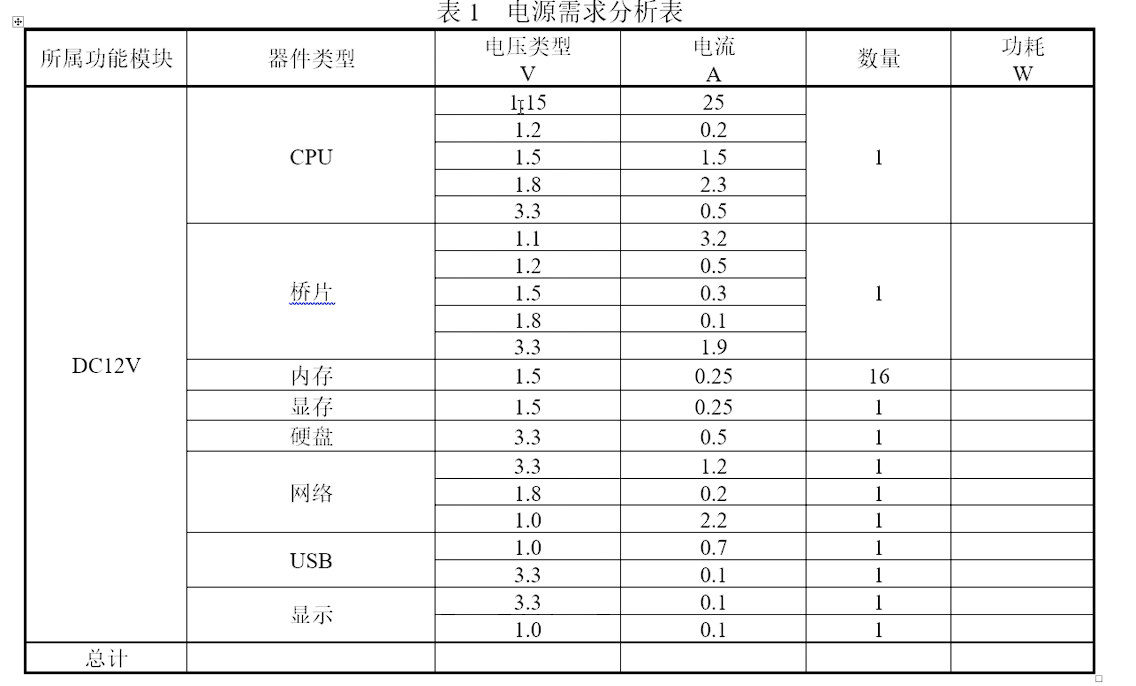 表 1 电源需求分析表
所属功能模块 器件类型 电压类型 V 电流 A 数量 功耗 W
DC12V CPU 1.15 25 1
1.2 0.2
1.5 1.5
1.8 2.3
3.3 0.5
桥片 1.1 3.2 1
1.2 0.5
1.5 0.3
1.8 0.1
3.3 1.9
内存 1.5 0.25 16
显存 1.5 0.25 1
硬盘 3.3 0.5 1
网络 3.3 1.2 1
1.8 0.2 1
1.0 2.2 1
USB 1.0 0.7 1
3.3 0.1 1
显示 3.3 0.1 1
1.0 0.1 1
总计